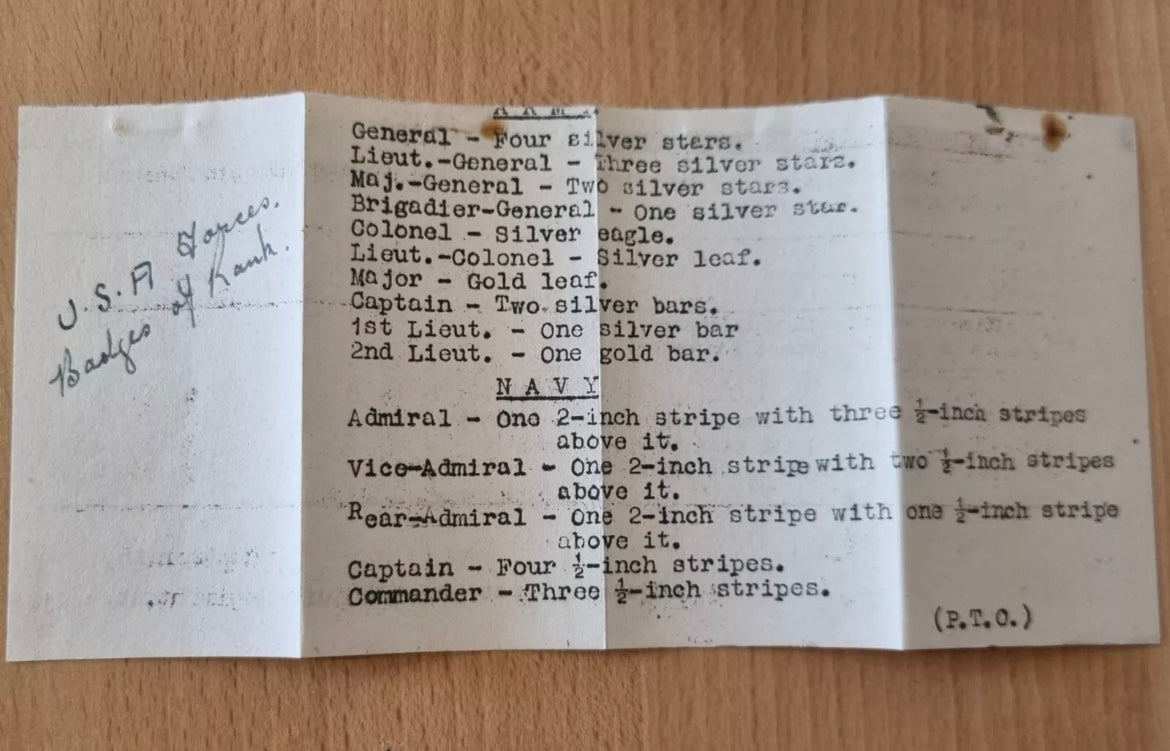 U.S.A Forces.
Badges of Rank.
ARMY.
General - Four silver stars.
Lieut.-General - Three silver stars.
Maj.-General - Two silver stars.
Brigadier-General - One silver star.
Colonel - Silver eagle.
Lieut.-Colonel - Silver leaf.
Major - Gold leaf.
Captain - Two silver bars.
1st Lieut. - One silver bar
2nd Lieut. - One gold bar.
NAVY
Admiral - One 2-inch stripe with three ½-inch stripes
above it.
Vice-Admiral - One 2-inch stripe with two ½-inch stripes
above it.
Rear-Admiral - One 2-inch stripe with one ½-inch stripe
above it.
Captain - Four ½-inch stripes.
Commander - Three ½-inch stripes.
(P.T.O.)